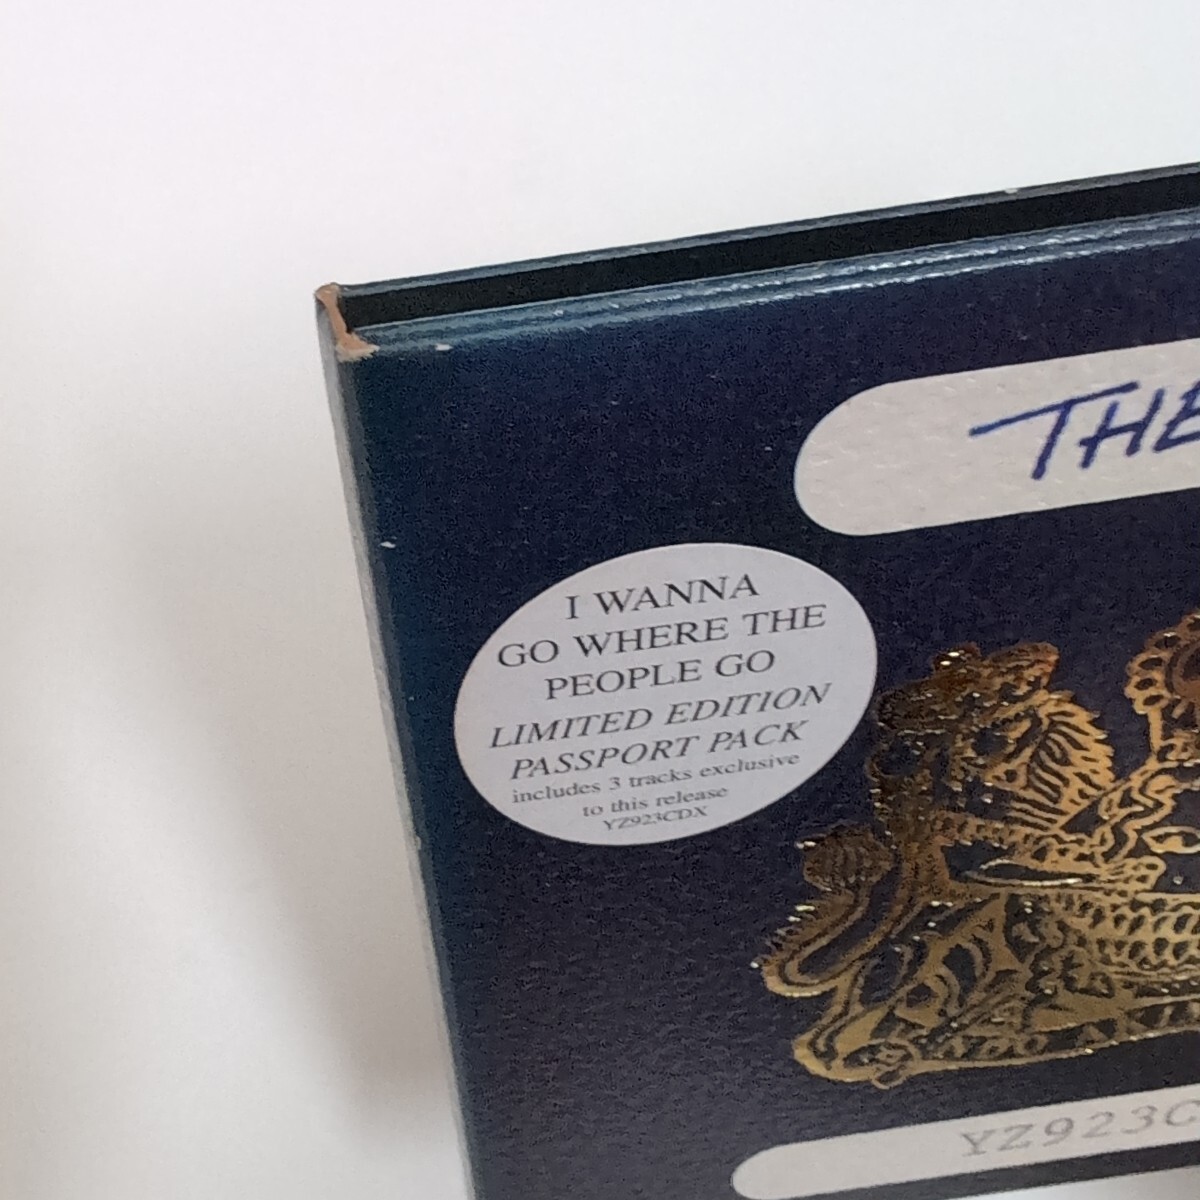 THE
I WANNA
GO WHERE THE
PEOPLE GO
LIMITED EDITION
PASSPORT PACK
includes 3 tracks exclusive
to this release
YZ923CDX
YZ923C